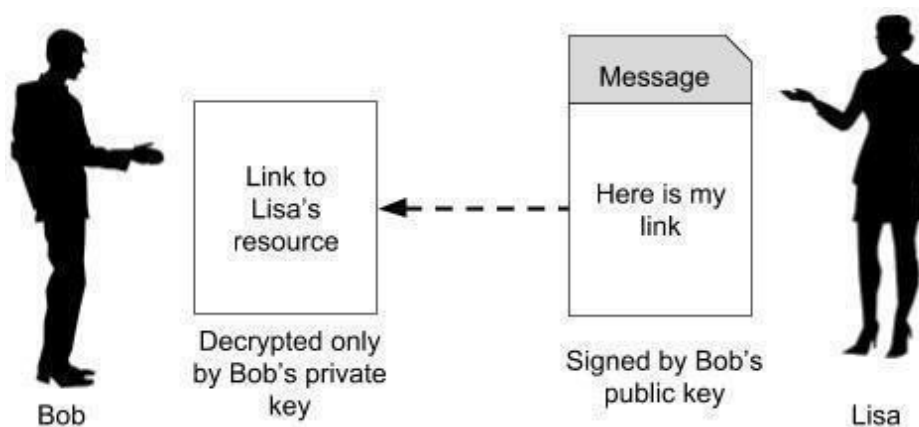 Message
Link to
Lisa's
resource
Here is my
link
Decrypted only
by Bob's private
key
Signed by Bob's
public key
Bob
Lisa